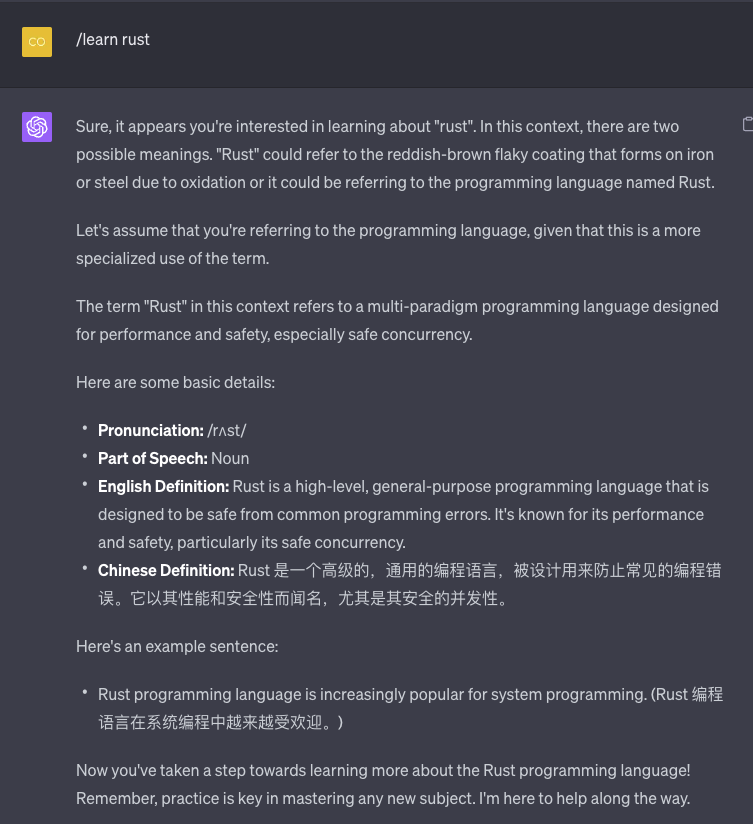 CO
/learn rust
Sure, it appears you're interested in learning about "rust". In this context, there are two
possible meanings. "Rust" could refer to the reddish-brown flaky coating that forms on iron
or steel due to oxidation or it could be referring to the programming language named Rust.
Let's assume that you're referring to the programming language, given that this is a more
specialized use of the term.
The term "Rust" in this context refers to a multi-paradigm programming language designed
for performance and safety, especially safe concurrency.
Here are some basic details:
• Pronunciation: /rʌst/
• Part of Speech: Noun
• English Definition: Rust is a high-level, general-purpose programming language that is
designed to be safe from common programming errors. It's known for its performance
and safety, particularly its safe concurrency.
• Chinese Definition: Rust 是一个高级的，通用的编程语言，被设计用来防止常见的编程错
误。它以其性能和安全性而闻名，尤其是其安全的并发性。
Here's an example sentence:
• Rust programming language is increasingly popular for system programming. (Rust 编程
语言在系统编程中越来越受欢迎。)
Now you've taken a step towards learning more about the Rust programming language!
Remember, practice is key in mastering any new subject. I'm here to help along the way.